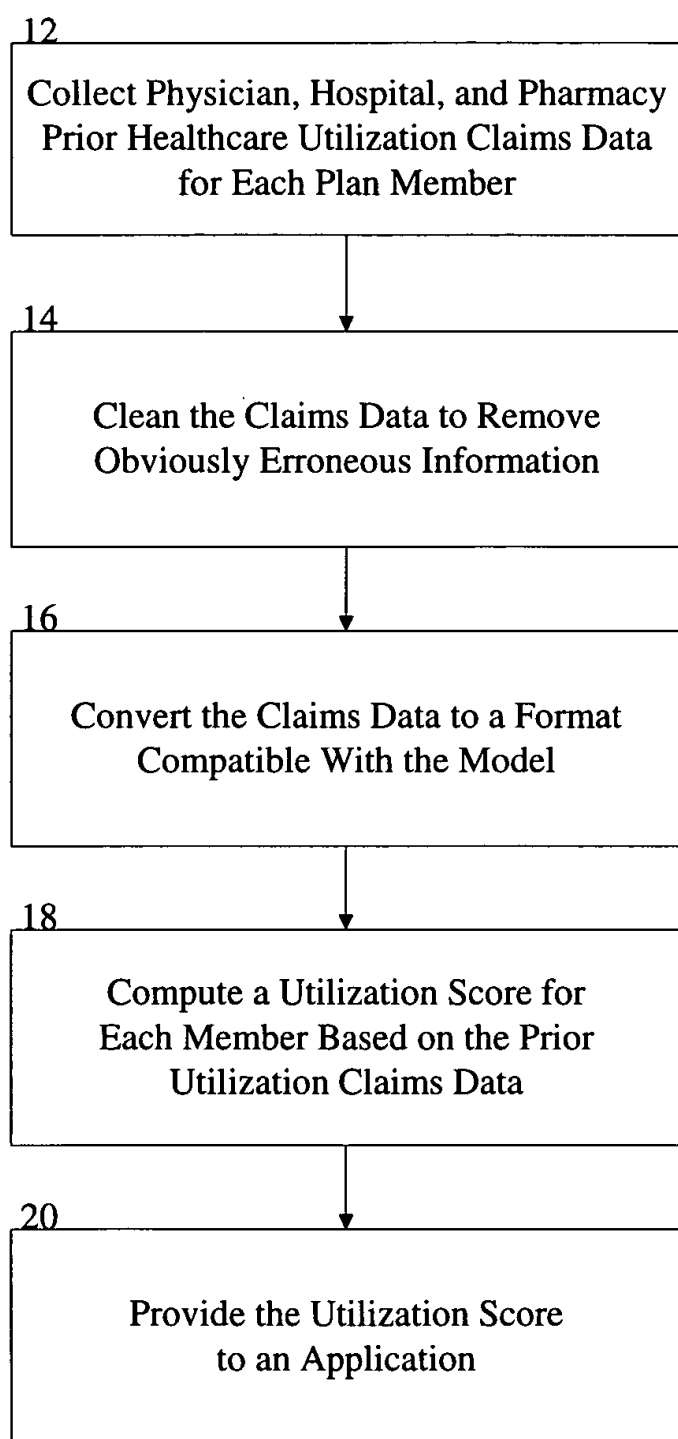 12
Collect Physician, Hospital, and Pharmacy
Prior Healthcare Utilization Claims Data
for Each Plan Member
14
Clean the Claims Data to Remove
Obviously Erroneous Information
16
Convert the Claims Data to a Format
Compatible With the Model
18
Compute a Utilization Score for
Each Member Based on the Prior
Utilization Claims Data
20
Provide the Utilization Score
to an Application